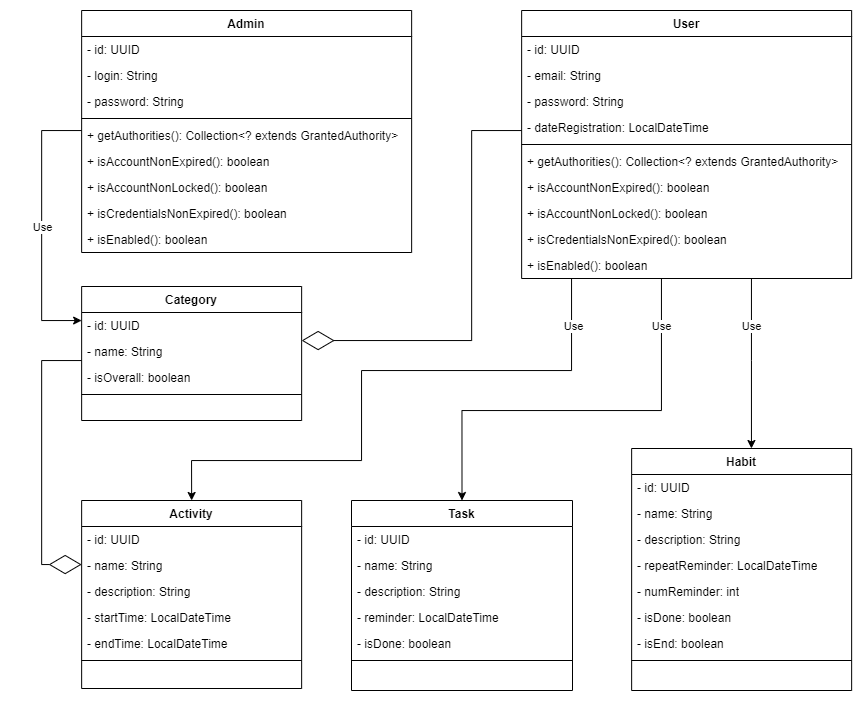 Admin
- id: UUID
- login: String
- password: String
+ getAuthorities(): Collection<? extends GrantedAuthority>
+ isAccountNonExpired(): boolean
+ isAccountNonLocked(): boolean
+ isCredentialsNonExpired(): boolean
+ isEnabled(): boolean
User
- id: UUID
- email: String
- password: String
- dateRegistration: LocalDateTime
+ getAuthorities(): Collection<? extends GrantedAuthority>
+ isAccountNonExpired(): boolean
+ isAccountNonLocked(): boolean
+ isCredentialsNonExpired(): boolean
+ isEnabled(): boolean
Use
Category
- id: UUID
- name: String
- isOverall: boolean
Use
Use
Use
Activity
- id: UUID
- name: String
- description: String
- startTime: LocalDateTime
- endTime: LocalDateTime
Task
- id: UUID
- name: String
- description: String
- reminder: LocalDateTime
- isDone: boolean
Habit
- id: UUID
- name: String
- description: String
- repeatReminder: LocalDateTime
- numReminder: int
- isDone: boolean
- isEnd: boolean